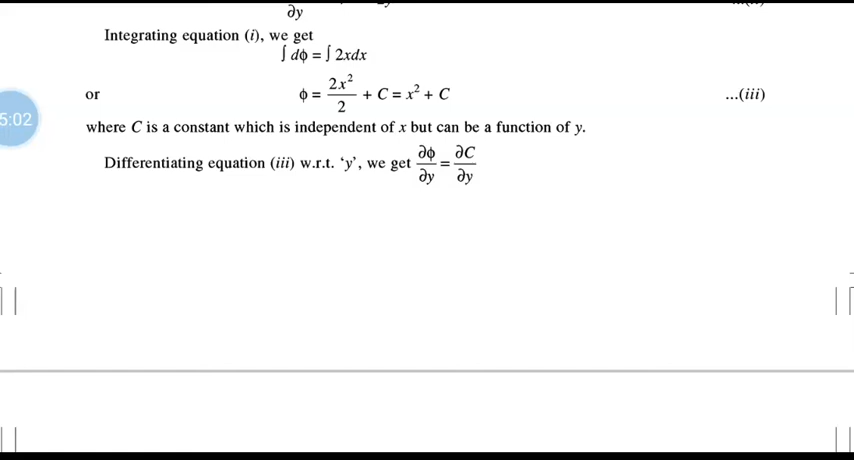 ∂y
Integrating equation (i), we get
∫ dϕ = ∫ 2xdx
or ϕ = 2x²/2 + C = x² + C ...(iii)
5:02
where C is a constant which is independent of x but can be a function of y.
Differentiating equation (iii) w.r.t. ‘y’, we get ∂ϕ/∂y = ∂C/∂y